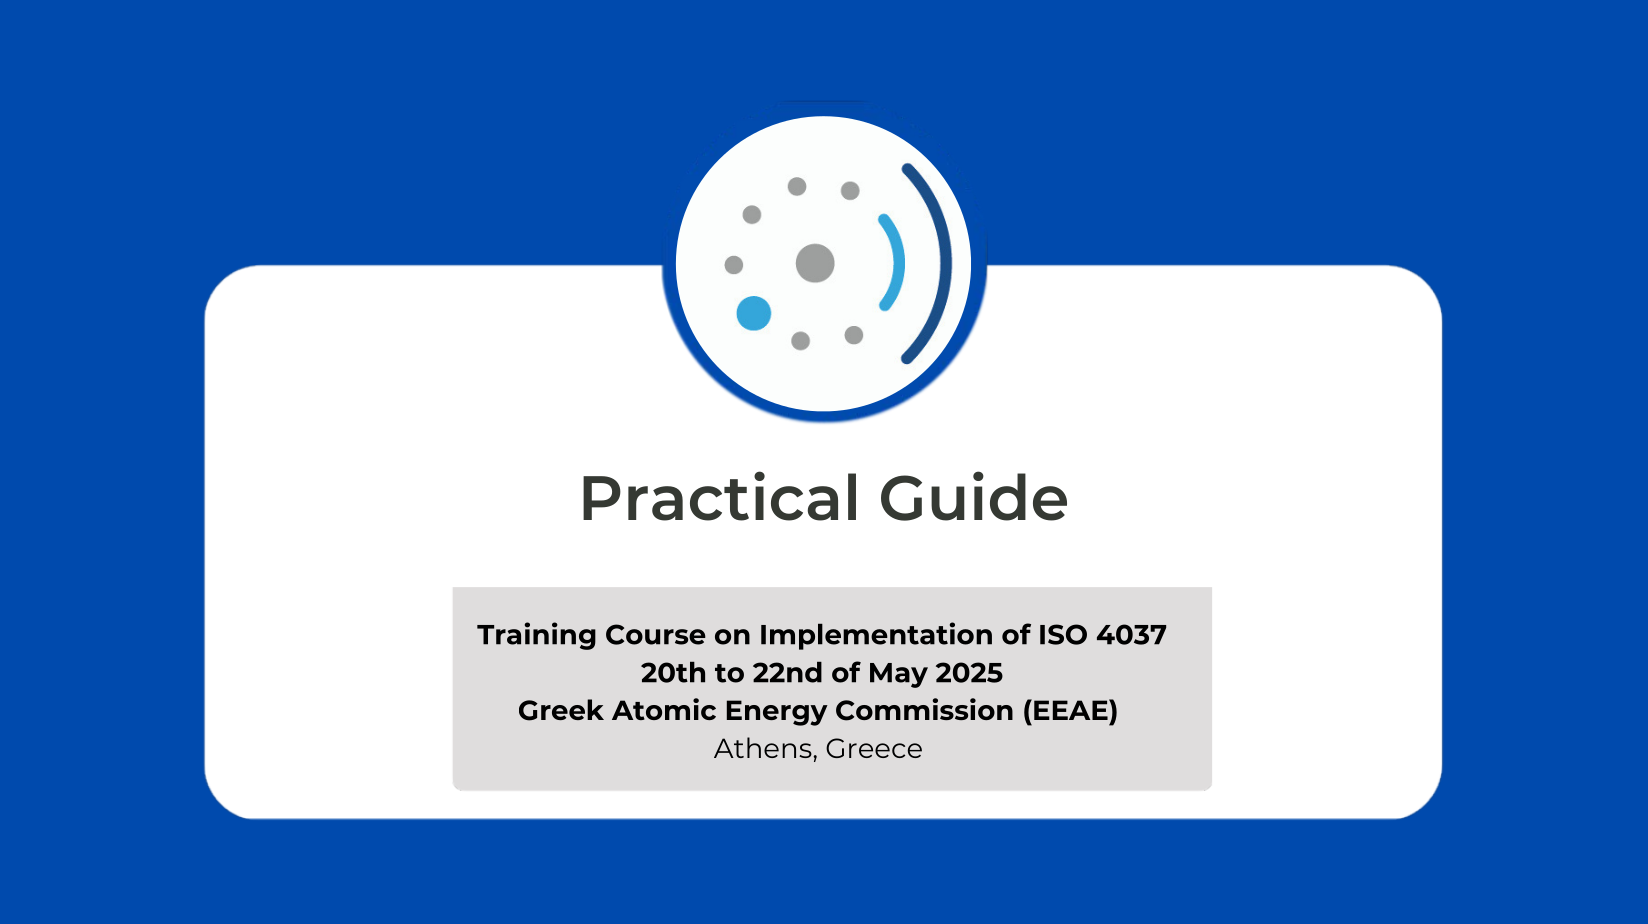 Practical Guide
Training Course on Implementation of ISO 4037
20th to 22nd of May 2025
Greek Atomic Energy Commission (EEAE)
Athens, Greece